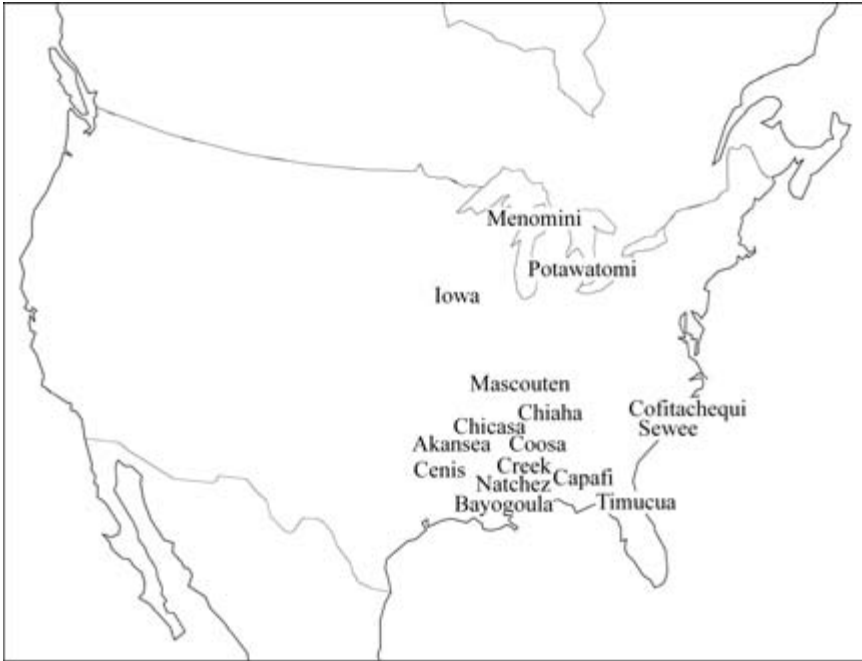 Menomini
Potawatomi
Iowa
Mascouten
Chiaha
Cofitachequi
Chicasa
Sewee
Akansea
Coosa
Cenis
Creek
Capafi
Natchez
Bayogoula
Timucua